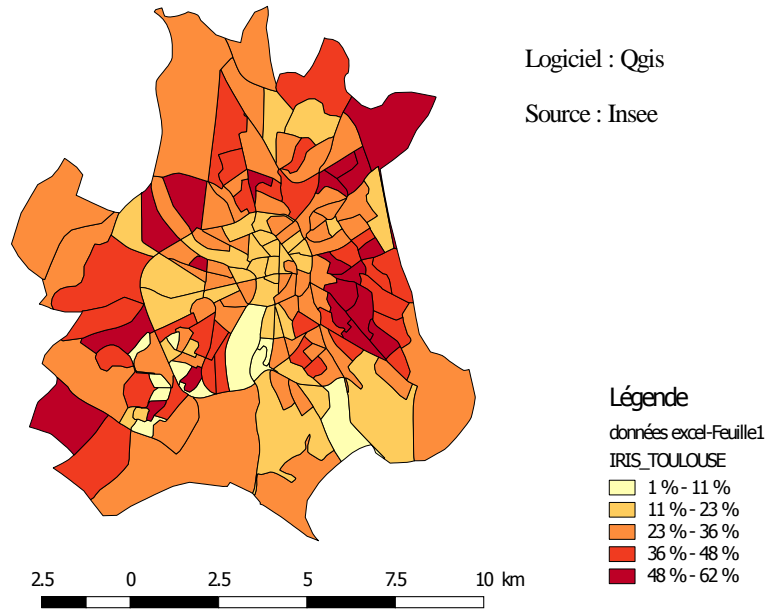 Logiciel : Qgis
Source : Insee
Légende
données excel-Feuille1
IRIS_TOULOUSE
1 % - 11 %
11 % - 23 %
23 % - 36 %
36 % - 48 %
48 % - 62 %
2.5 0 2.5 5 7.5 10 km